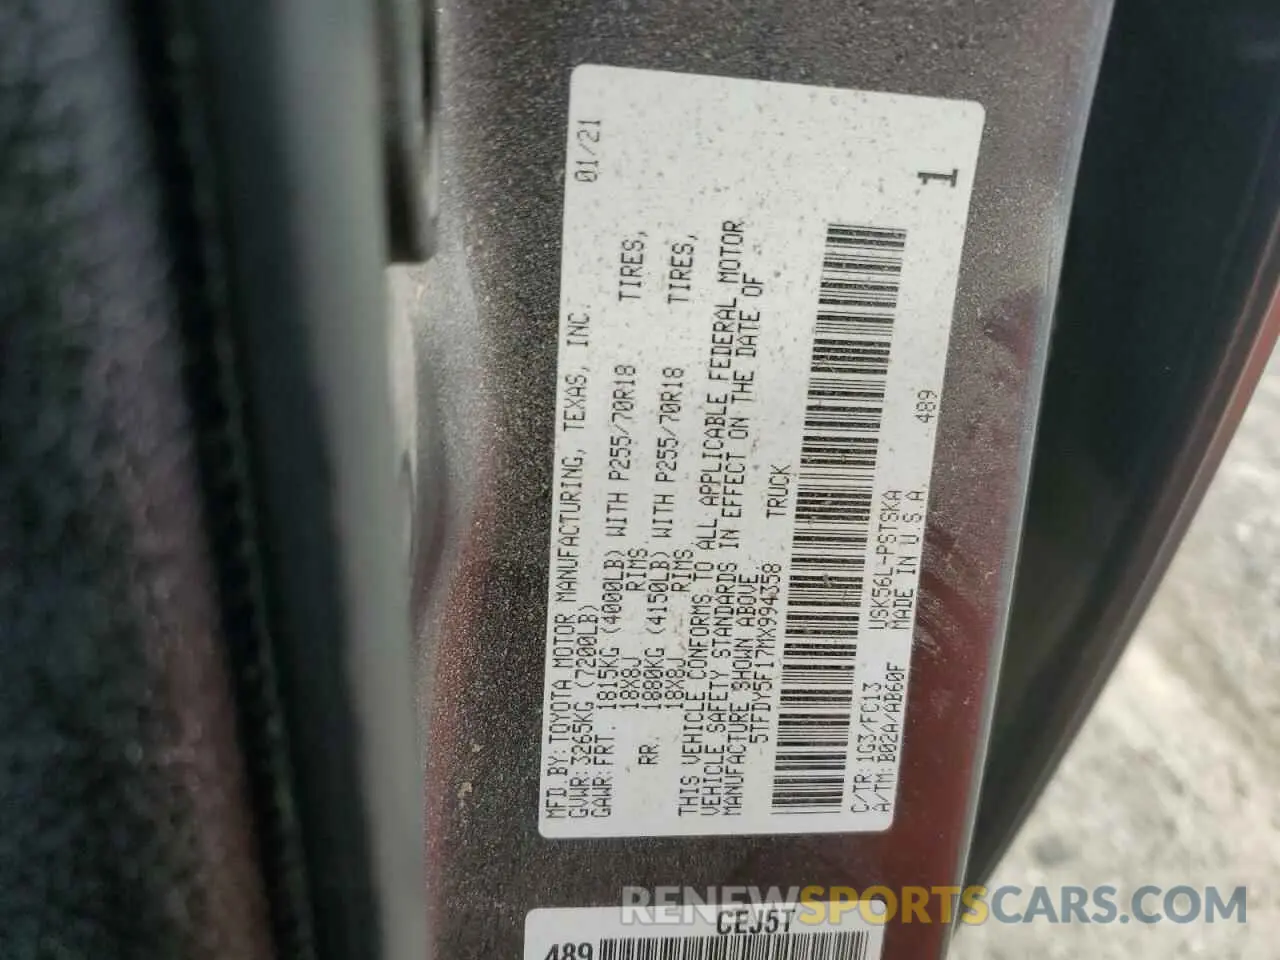 MFD.BY: TOYOTA MOTOR MANUFACTURING, TEXAS, INC. 01/21
GVWR:3265KG (7200LB)
GAWR:FRT. 1815KG (4000LB) WITH P255/70R18 TIRES,
18X8J RIMS
RR. 1880KG (4150LB) WITH P255/70R18 TIRES,
18X8J RIMS
THIS VEHICLE CONFORMS TO ALL APPLICABLE FEDERAL MOTOR
VEHICLE SAFETY STANDARDS IN EFFECT ON THE DATE OF
MANUFACTURE SHOWN ABOVE.
5TFDY5F17MX994358 TRUCK
1
C/TR:1G3/FC13 USK56L-PSTSKA 489
A/TM:B02A/AB60F MADE IN U.S.A.
CEJ5T
489
RENEWSPORTSCARS.COM